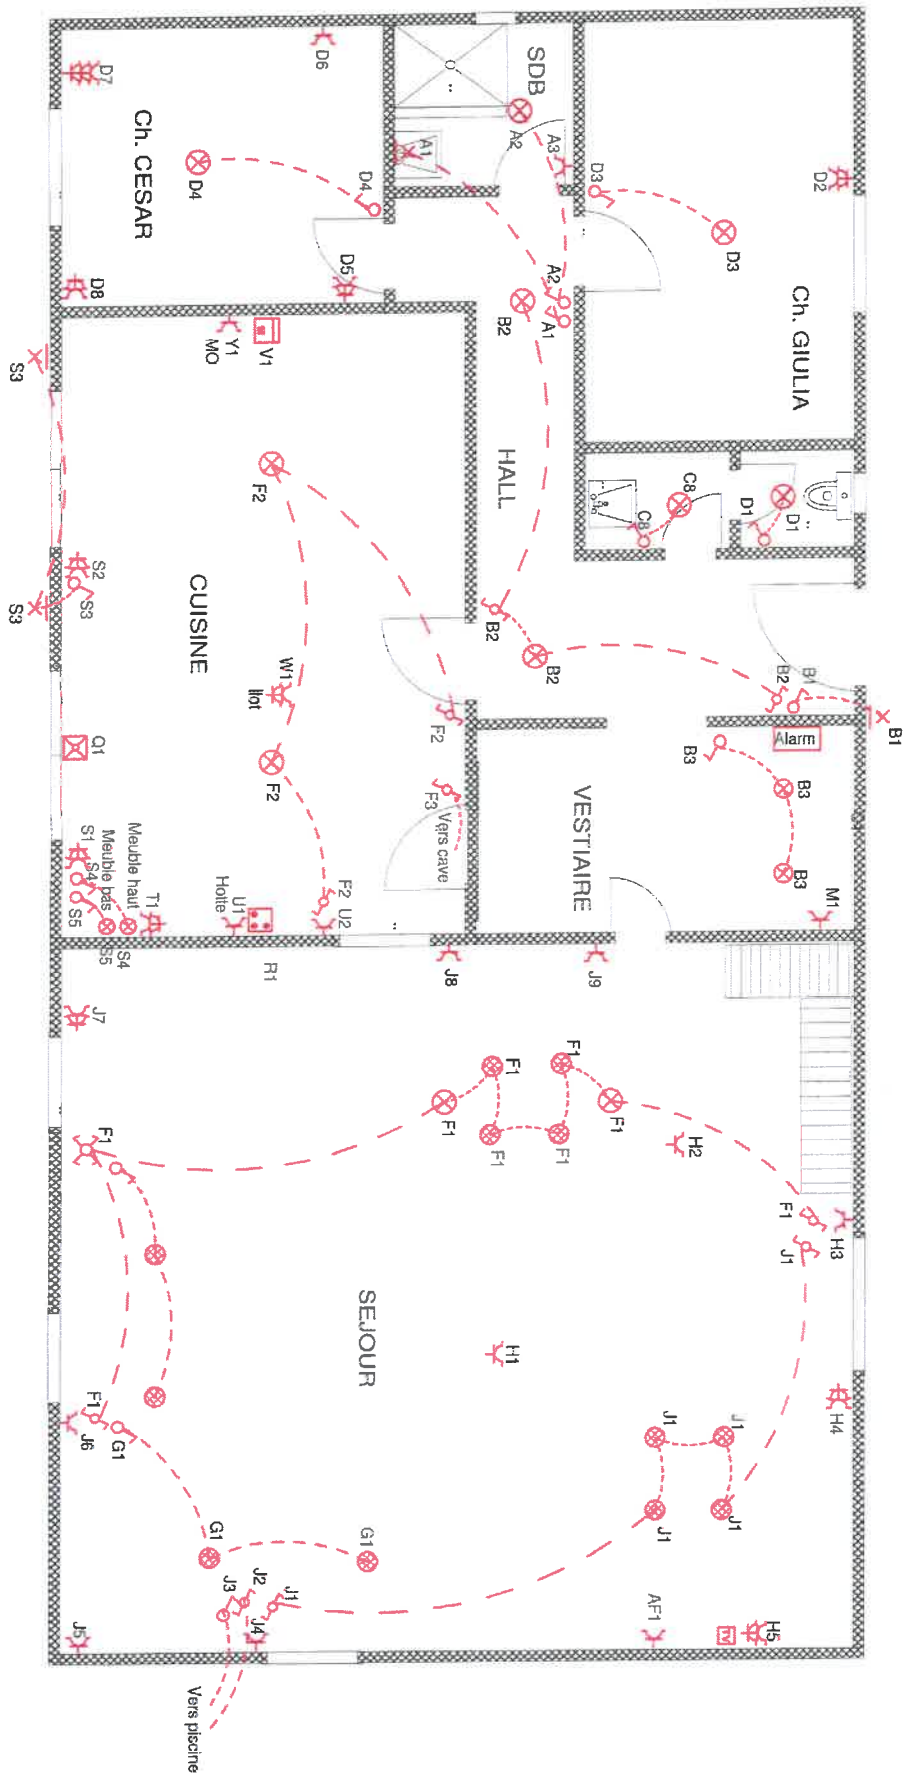 D7
D6
Ch. CESAR
D4
D4
D5
D8
SDB
A2
A1
A3
D3
D2
D3
Ch. GIULIA
A2
A1
B2
HALL
C8
C8
D1
D1
B2
B2
B2
B1
B1
Alarm
B3
B3
B3
VESTIAIRE
M1
S3
S3
S2
S3
V1
Y1
MO
F2
CUISINE
W1
Ilot
F2
F2
F3
Vers cave
Q1
S1
S4
S5
Meuble bas
Meuble haut
S5
S4
T1
U1
Hotte
R1
F2
U2
J8
J9
J7
F1
F1
F1
F1
F1
F1
F1
H2
F1
J1
H3
H4
SEJOUR
H1
F1
J6
G1
G1
G1
J1
J1
J1
J1
J1
J2
J3
J4
J5
AF1
TV
H5
Vers piscine